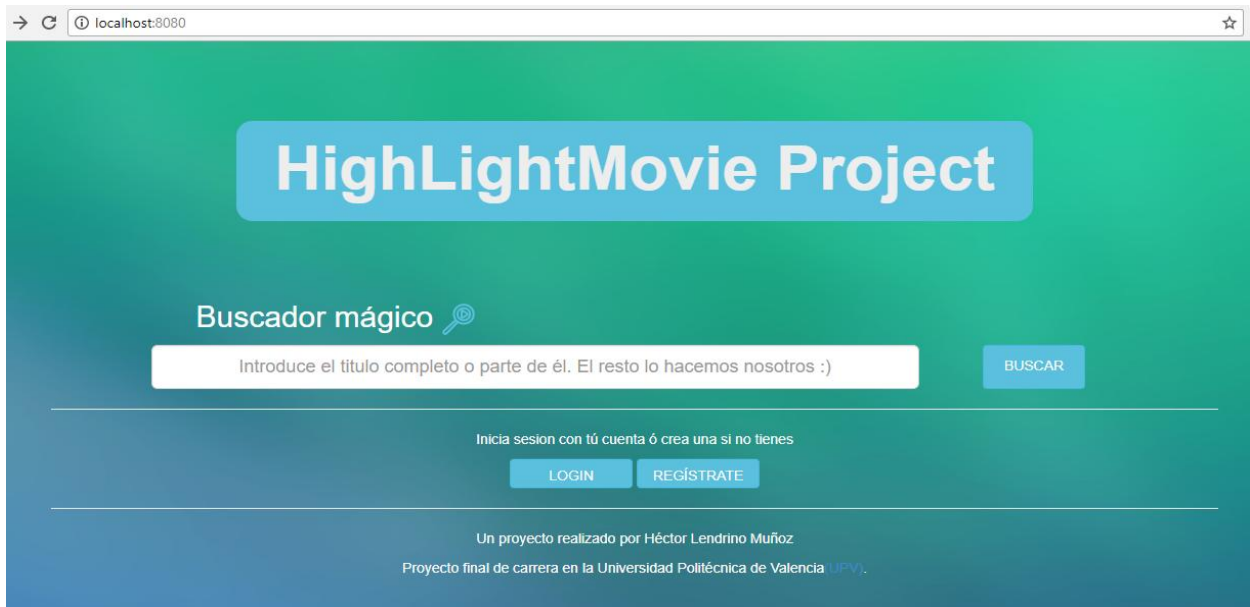 localhost:8080
HighLightMovie Project
Buscador mágico
Introduce el titulo completo o parte de él. El resto lo hacemos nosotros :)
BUSCAR
Inicia sesion con tú cuenta ó crea una si no tienes
LOGIN
REGÍSTRATE
Un proyecto realizado por Héctor Lendrino Muñoz
Proyecto final de carrera en la Universidad Politécnica de Valencia(UPV).